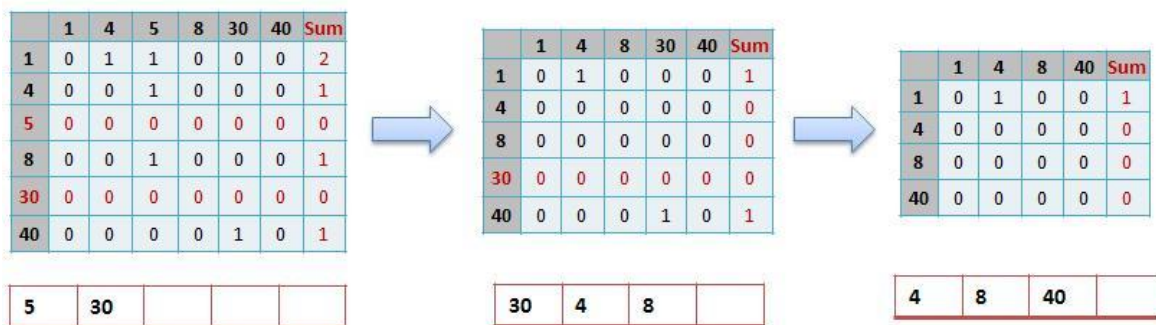 1 4 5 8 30 40 Sum
1 0 1 1 0 0 0 2
4 0 0 1 0 0 0 1
5 0 0 0 0 0 0 0
8 0 0 1 0 0 0 1
30 0 0 0 0 0 0 0
40 0 0 0 0 1 0 1
5 30
1 4 8 30 40 Sum
1 0 1 0 0 0 1
4 0 0 0 0 0 0
8 0 0 0 0 0 0
30 0 0 0 0 0 0
40 0 0 0 1 0 1
30 4 8
1 4 8 40 Sum
1 0 1 0 0 1
4 0 0 0 0 0
8 0 0 0 0 0
40 0 0 0 0 0
4 8 40